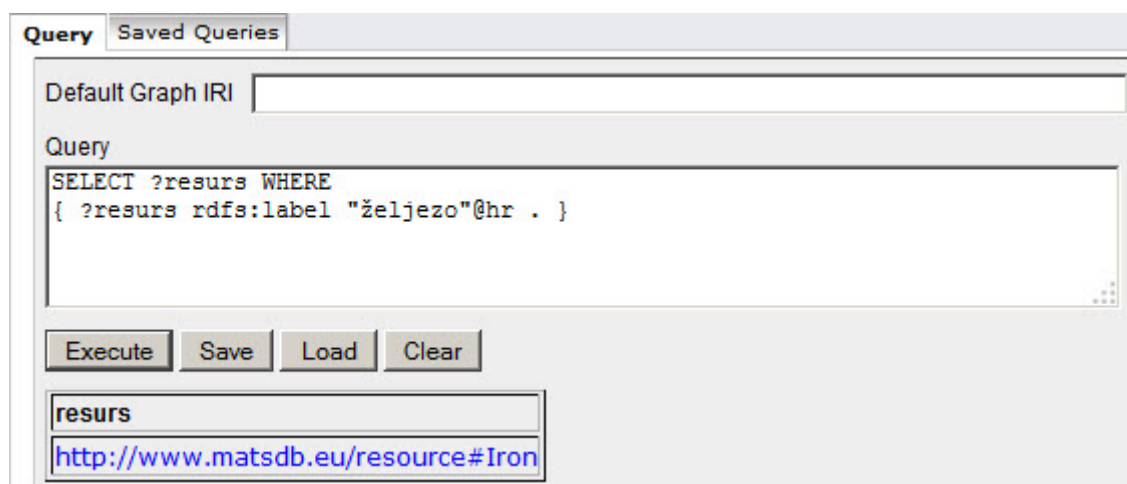 Query Saved Queries
Default Graph IRI
Query
SELECT ?resurs WHERE
{ ?resurs rdfs:label "željezo"@hr . }
Execute Save Load Clear
resurs
http://www.matsdb.eu/resource#Iron